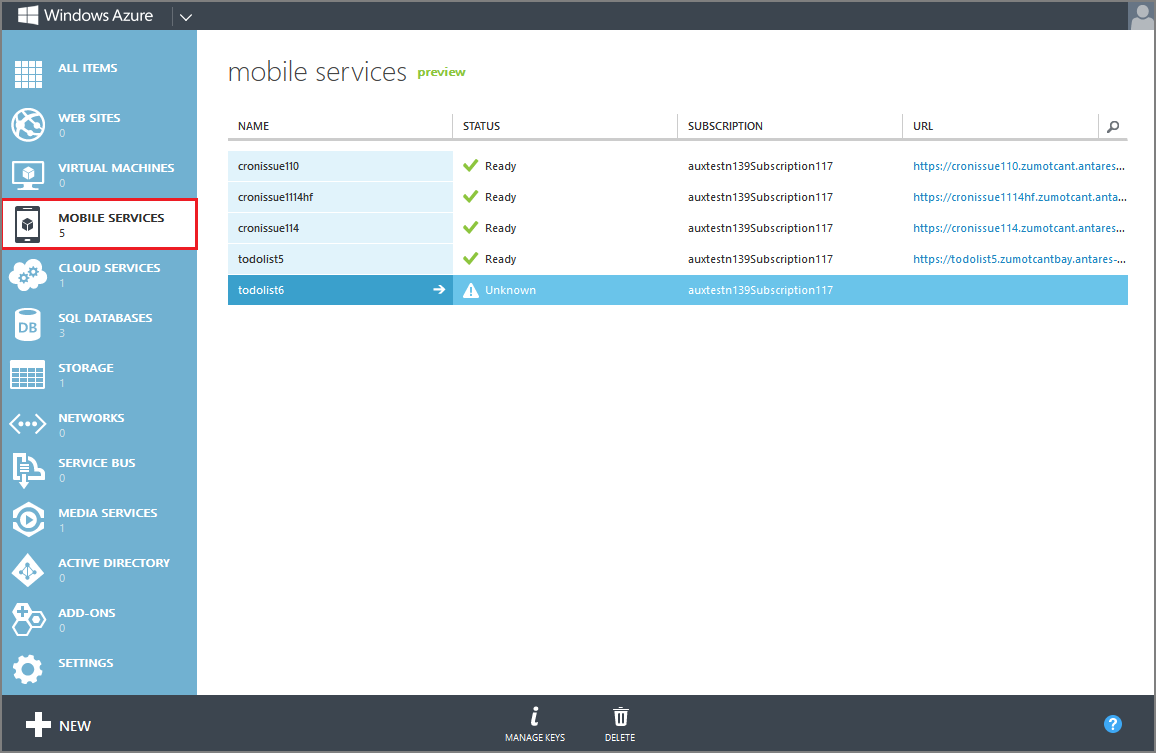 Windows Azure
ALL ITEMS
WEB SITES
0
VIRTUAL MACHINES
0
MOBILE SERVICES
5
CLOUD SERVICES
1
SQL DATABASES
3
DB
STORAGE
1
NETWORKS
0
SERVICE BUS
0
MEDIA SERVICES
1
ACTIVE DIRECTORY
0
ADD-ONS
0
SETTINGS
mobile services preview
NAME STATUS SUBSCRIPTION URL
cronissue110 Ready auxtestn139Subscription117 https://cronissue110.zumotcant.antares...
cronissue1114hf Ready auxtestn139Subscription117 https://cronissue1114hf.zumotcant.anta...
cronissue114 Ready auxtestn139Subscription117 https://cronissue114.zumotcant.antares...
todolist5 Ready auxtestn139Subscription117 https://todolist5.zumotcantbay.antares-...
todolist6 Unknown auxtestn139Subscription117
NEW
MANAGE KEYS
DELETE
?